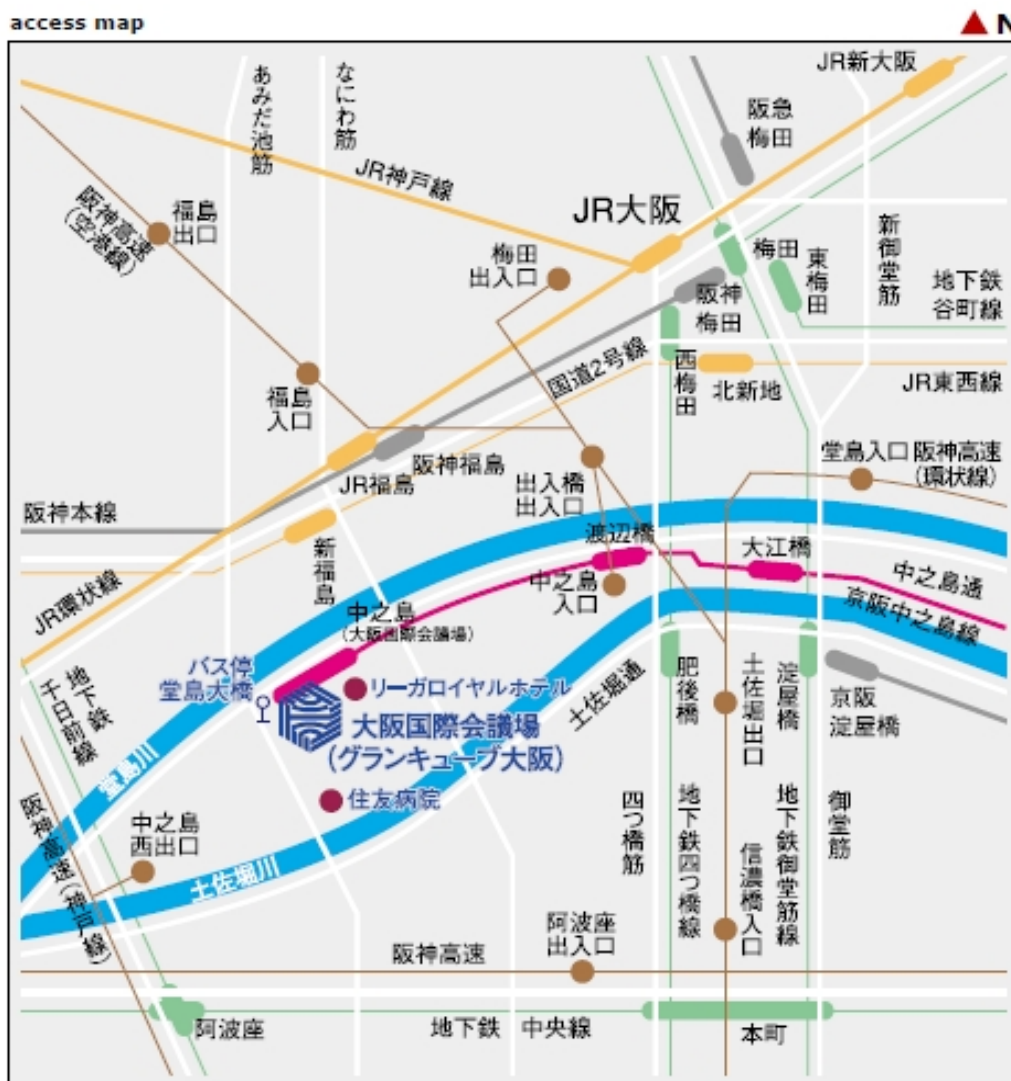 access map
N
JR新大阪
あみだ池筋
なにわ筋
阪急
梅田
JR神戸線
阪神高速
(空港線)
福島
出口
JR大阪
梅田
出入口
梅田
東梅田
新御堂筋
地下鉄
谷町線
阪神
梅田
国道2号線
西梅田
北新地
JR東西線
福島
入口
阪神福島
JR福島
出入橋
出入口
堂島入口
阪神高速
(環状線)
阪神本線
新福島
渡辺橋
大江橋
中之島通
京阪中之島線
JR環状線
中之島
(大阪国際会議場)
中之島
入口
バス停
堂島大橋
リーガロイヤルホテル
土佐堀通
肥後橋
土佐堀出口
淀屋橋
京阪
淀屋橋
地下鉄
千日前線
大阪国際会議場
(グランキューブ大阪)
堂島川
住友病院
阪神高速(神戸線)
中之島
西出口
土佐堀川
四つ橋筋
地下鉄四つ橋線
信濃橋入口
地下鉄御堂筋線
御堂筋
阪神高速
阿波座
出入口
阿波座
地下鉄 中央線
本町